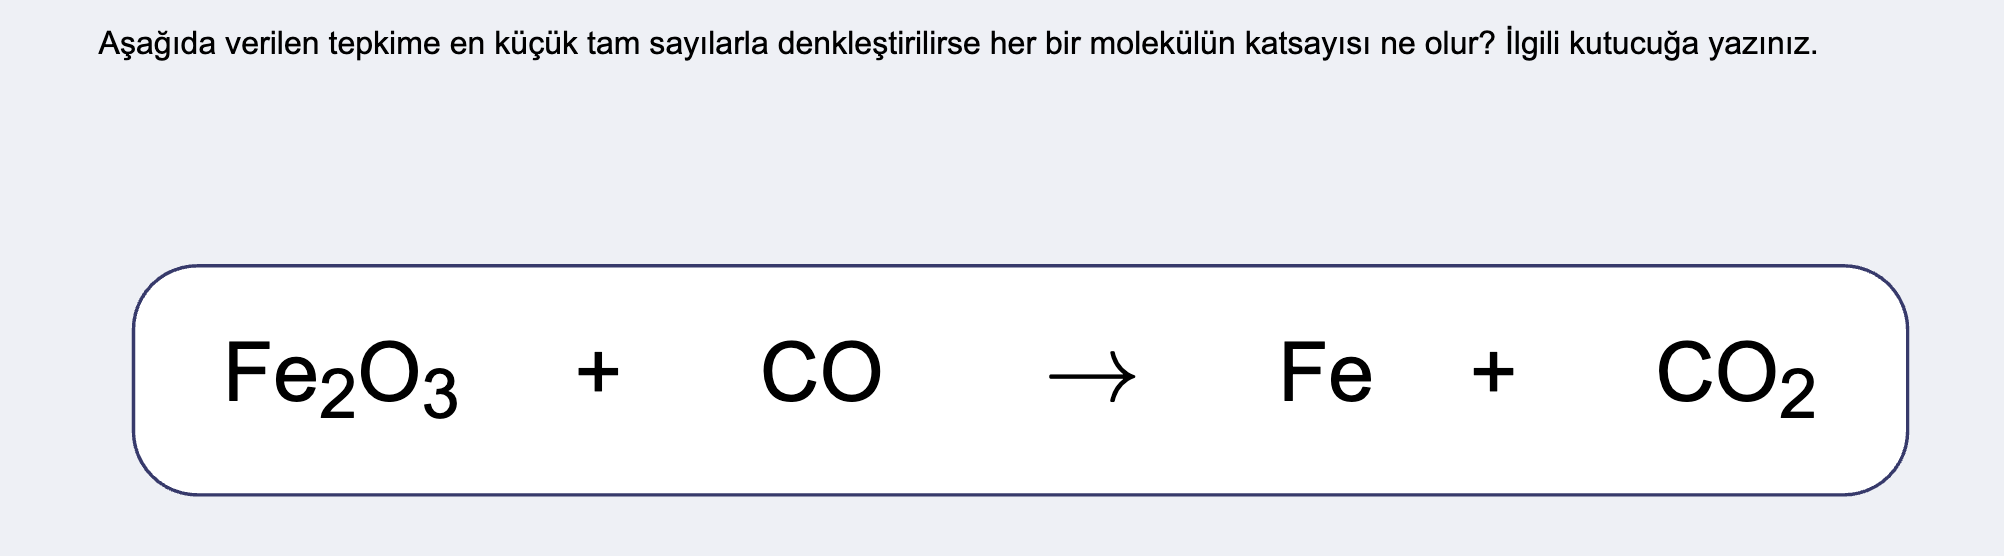 Aşağıda verilen tepkime en küçük tam sayılarla denkleştirilirse her bir molekülün katsayısı ne olur? İlgili kutucuğa yazınız.
Fe₂O₃ + CO → Fe + CO₂